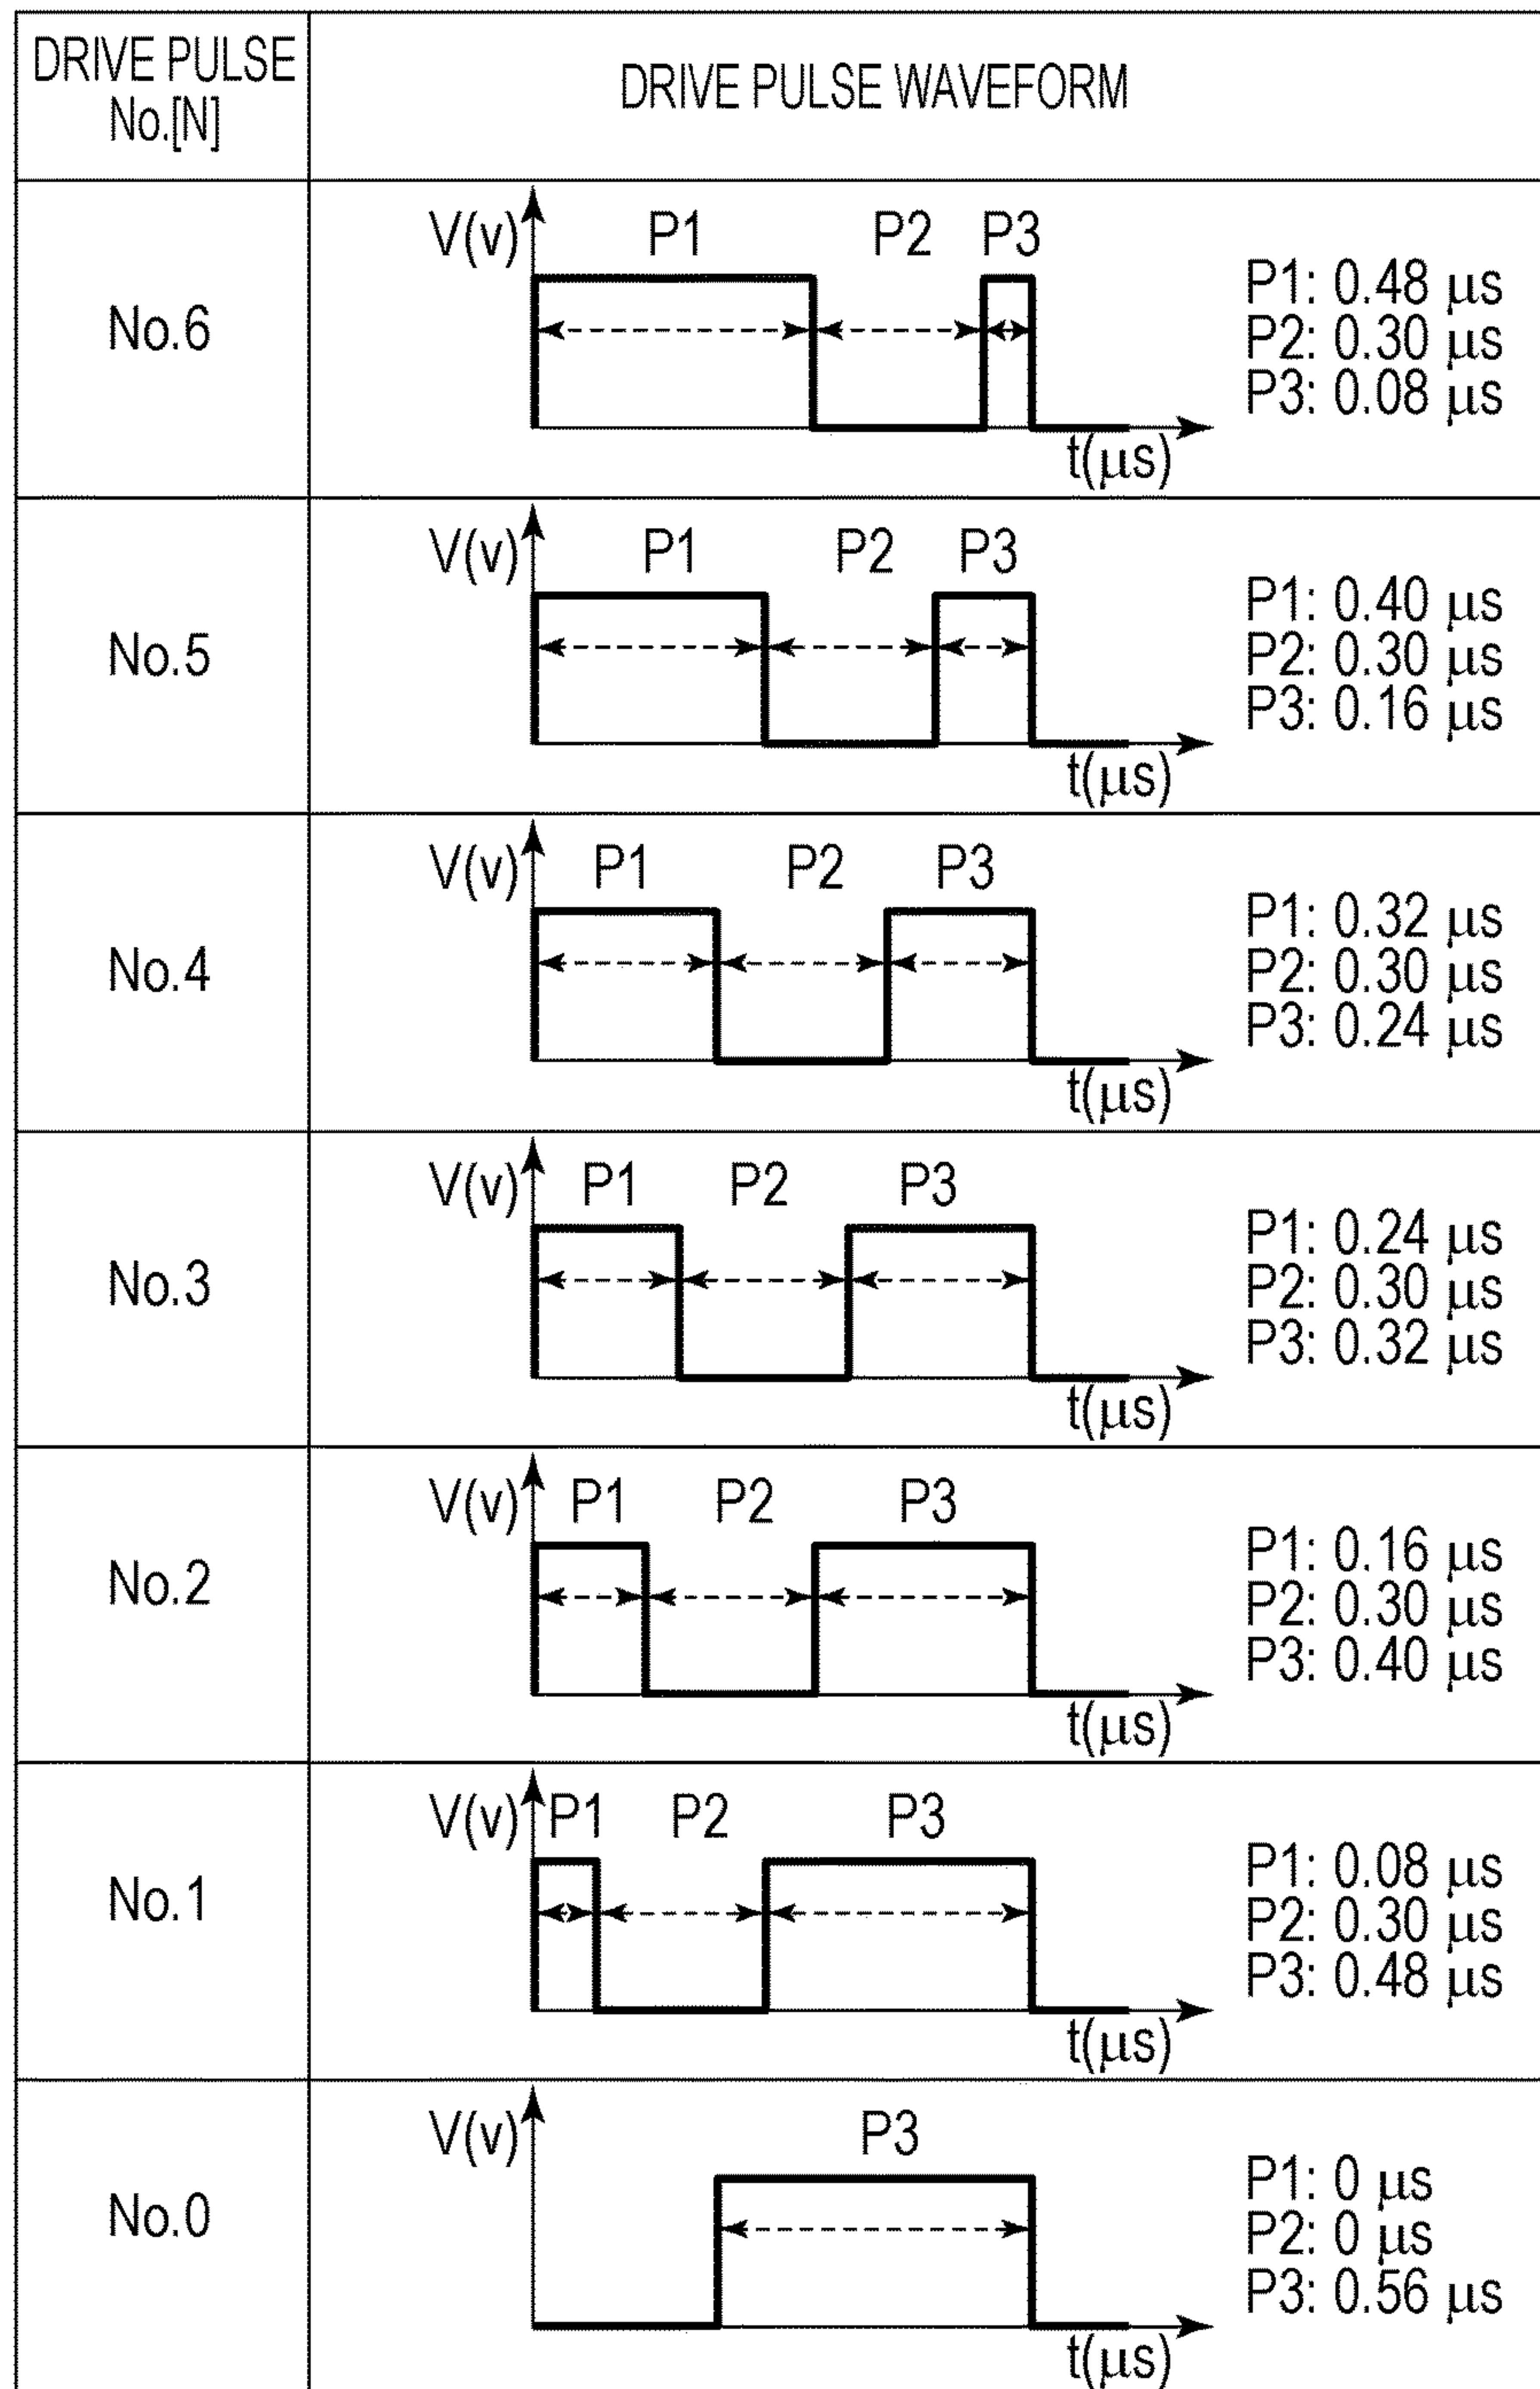 DRIVE PULSE
No.[N]
DRIVE PULSE WAVEFORM
No.6
V(v)
P1 P2 P3
t(μs)
P1: 0.48 μs
P2: 0.30 μs
P3: 0.08 μs
No.5
V(v)
P1 P2 P3
t(μs)
P1: 0.40 μs
P2: 0.30 μs
P3: 0.16 μs
No.4
V(v)
P1 P2 P3
t(μs)
P1: 0.32 μs
P2: 0.30 μs
P3: 0.24 μs
No.3
V(v)
P1 P2 P3
t(μs)
P1: 0.24 μs
P2: 0.30 μs
P3: 0.32 μs
No.2
V(v)
P1 P2 P3
t(μs)
P1: 0.16 μs
P2: 0.30 μs
P3: 0.40 μs
No.1
V(v)
P1 P2 P3
t(μs)
P1: 0.08 μs
P2: 0.30 μs
P3: 0.48 μs
No.0
V(v)
P3
t(μs)
P1: 0 μs
P2: 0 μs
P3: 0.56 μs